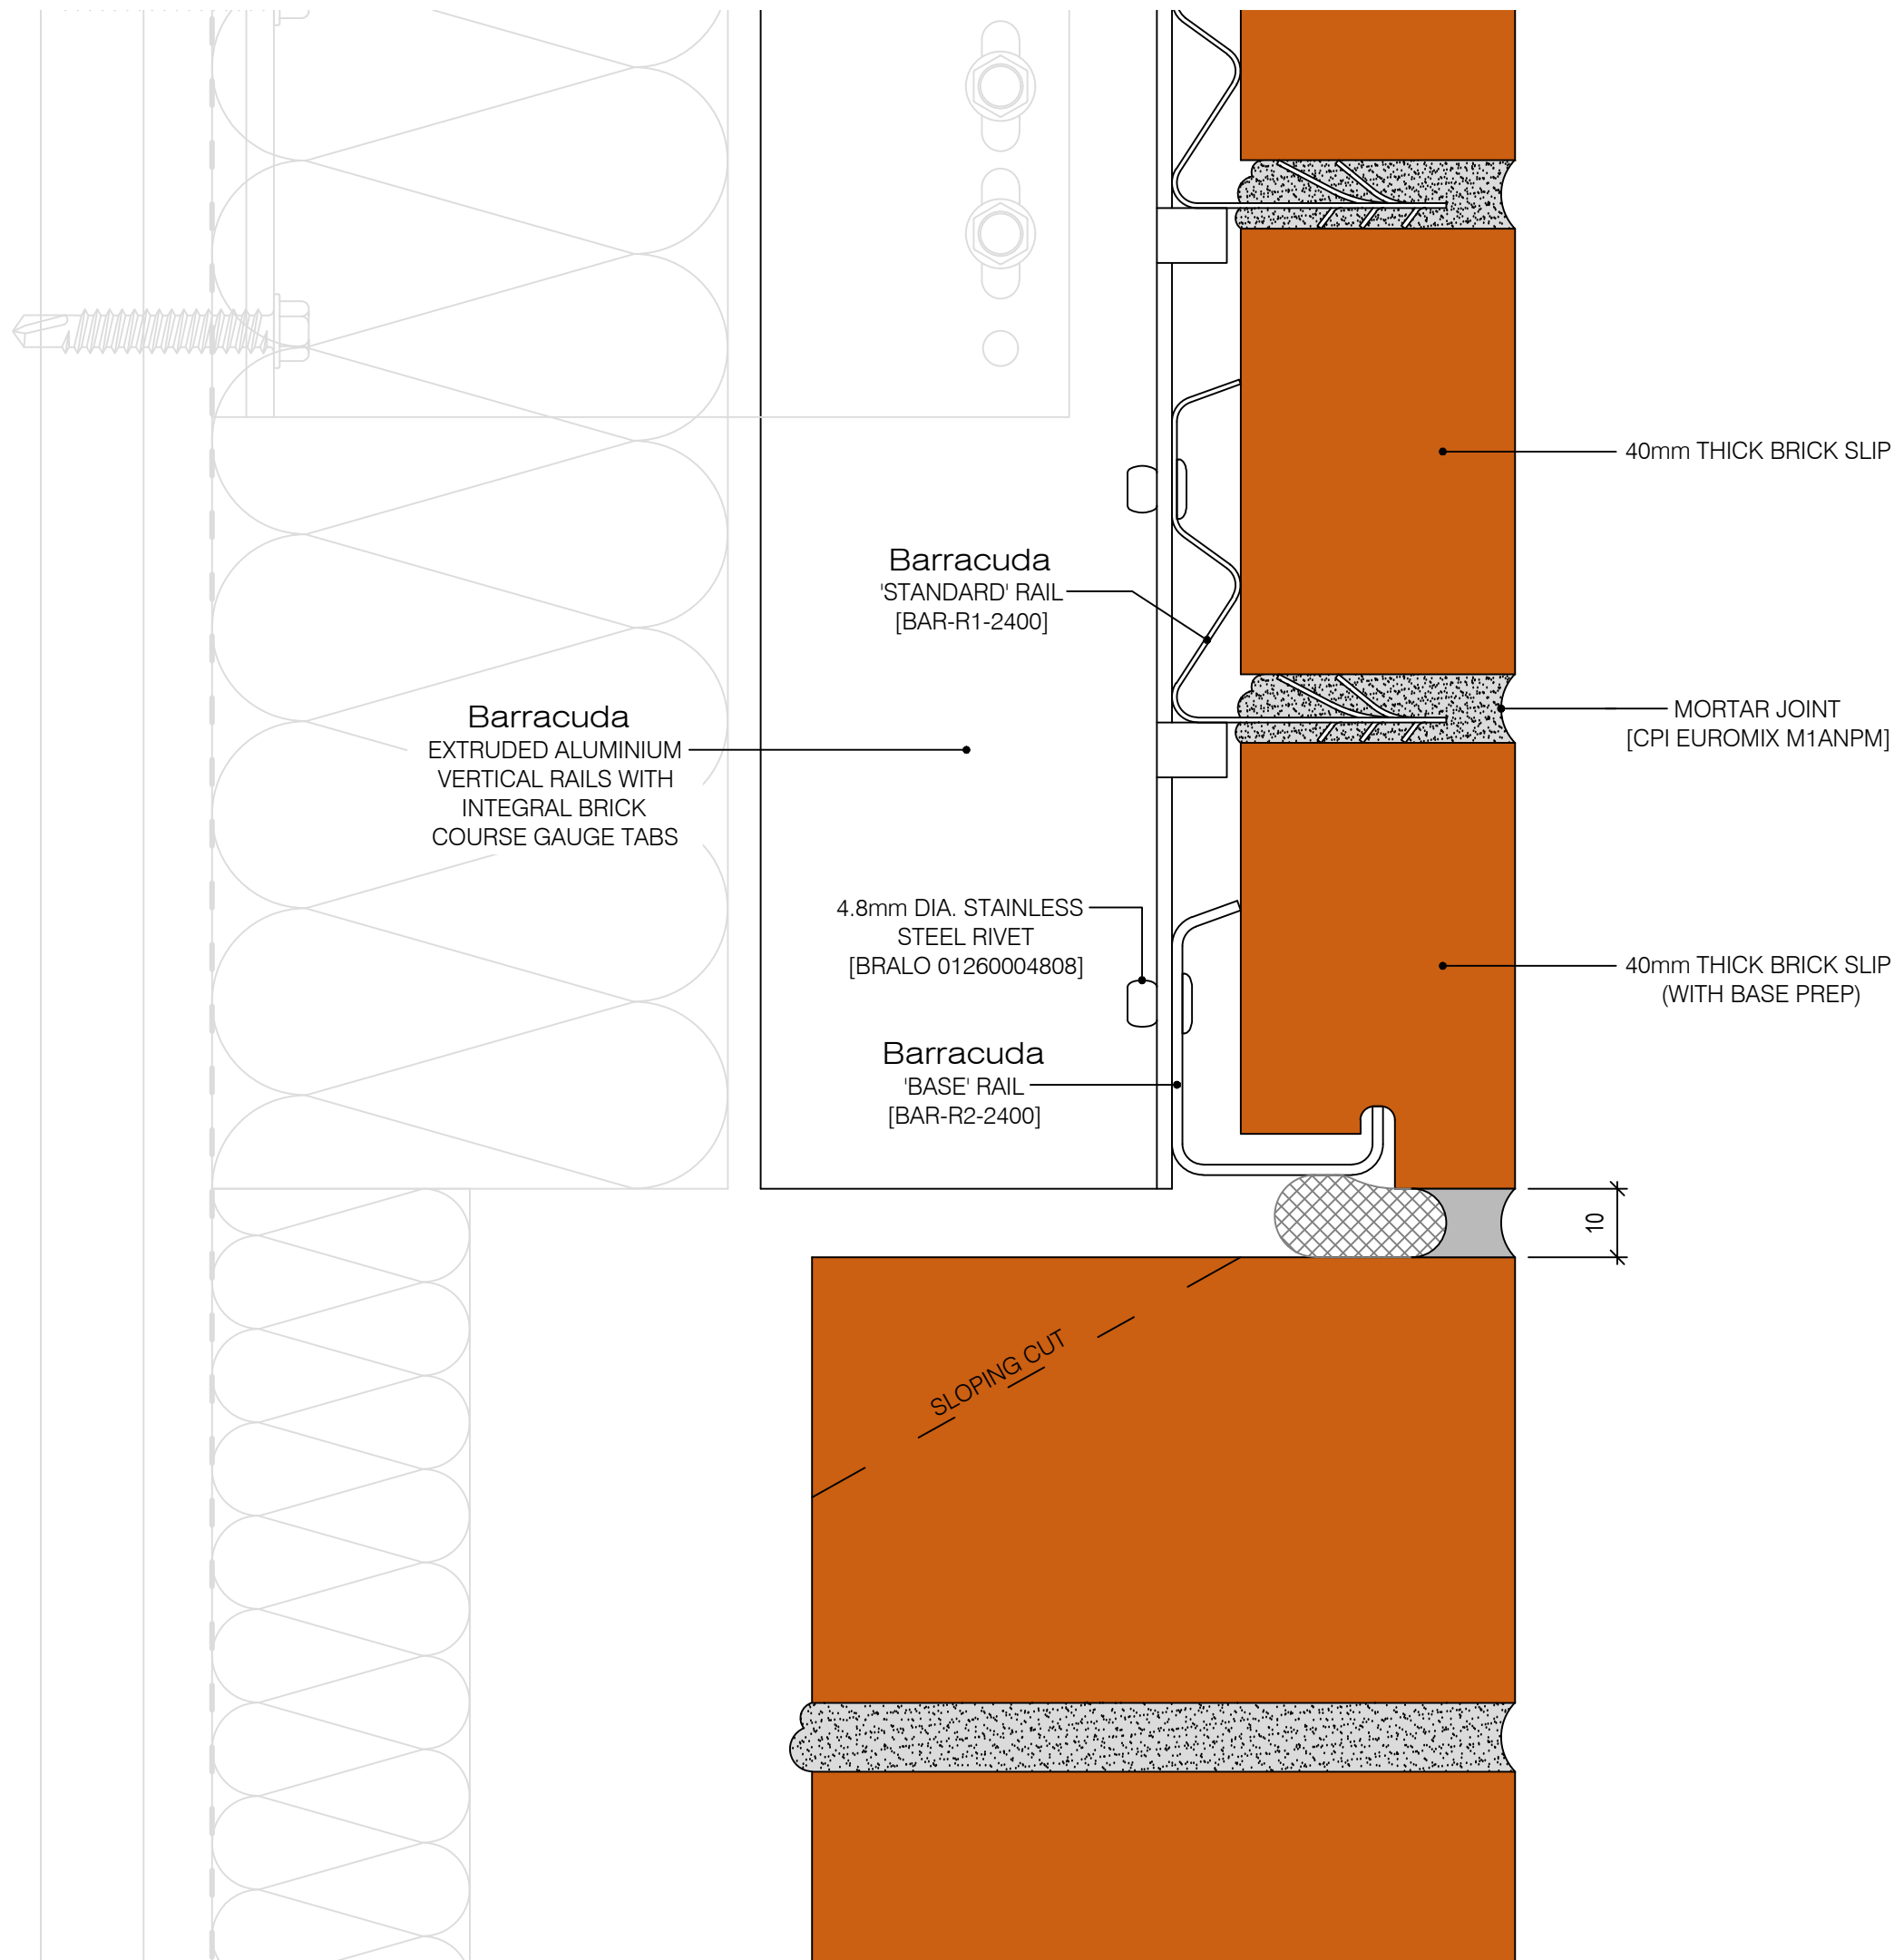 40mm THICK BRICK SLIP
Barracuda
'STANDARD' RAIL
[BAR-R1-2400]
Barracuda
EXTRUDED ALUMINIUM
VERTICAL RAILS WITH
INTEGRAL BRICK
COURSE GAUGE TABS
MORTAR JOINT
[CPI EUROMIX M1ANPM]
4.8mm DIA. STAINLESS
STEEL RIVET
[BRALO 01260004808]
40mm THICK BRICK SLIP
(WITH BASE PREP)
Barracuda
'BASE' RAIL
[BAR-R2-2400]
10
SLOPING CUT